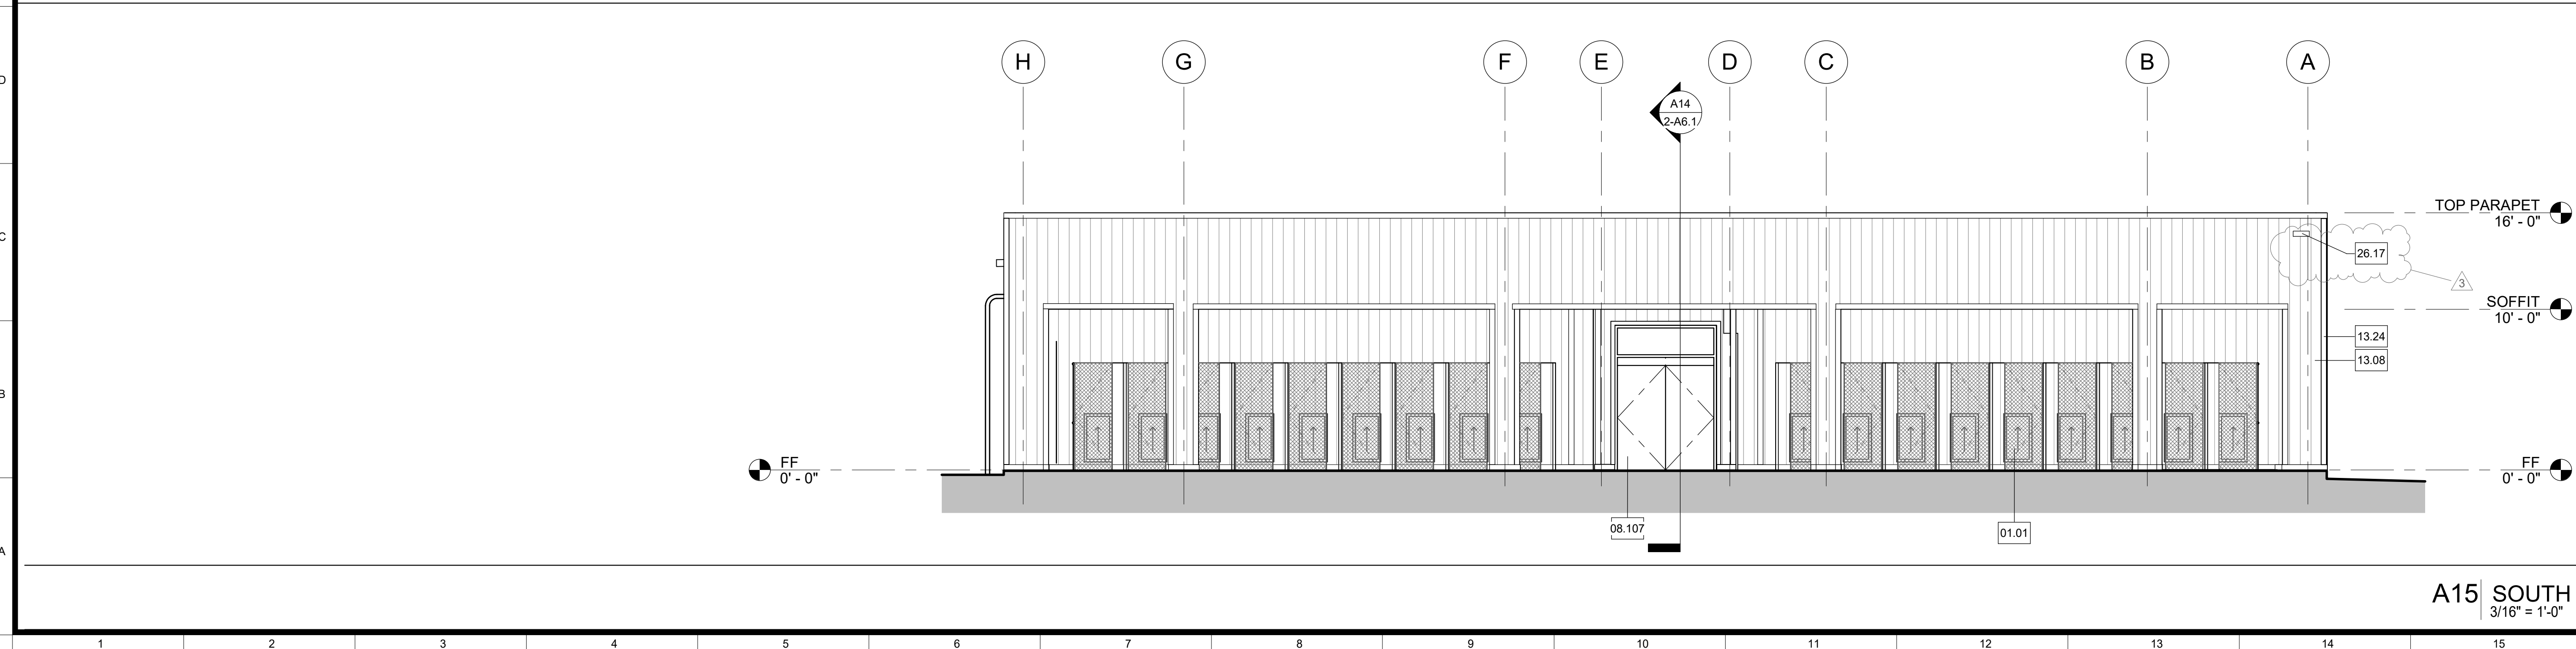 H G F E D C B A
A14
2-A6.1
D
C
B
A
TOP PARAPET
16' - 0"
26.17
3
SOFFIT
10' - 0"
13.24
13.08
FF
0' - 0"
FF
0' - 0"
08.107
01.01
A15 SOUTH
3/16" = 1'-0"
1 2 3 4 5 6 7 8 9 10 11 12 13 14 15